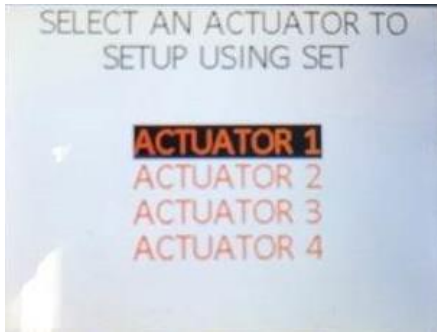 SELECT AN ACTUATOR TO
SETUP USING SET
ACTUATOR 1
ACTUATOR 2
ACTUATOR 3
ACTUATOR 4